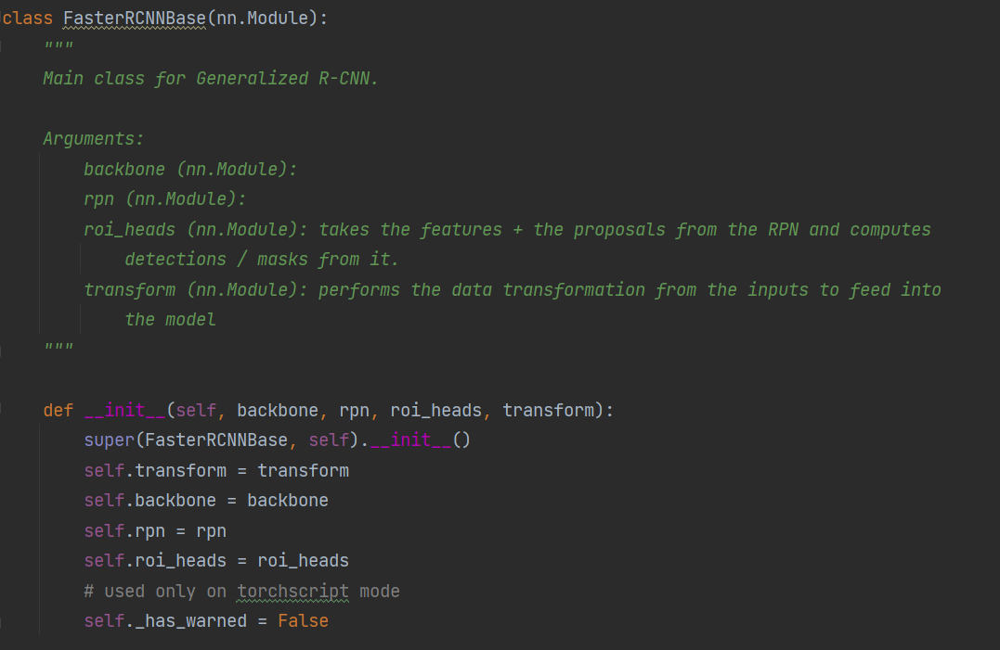 class FasterRCNNBase(nn.Module):
"""
Main class for Generalized R-CNN.
Arguments:
backbone (nn.Module):
rpn (nn.Module):
roi_heads (nn.Module): takes the features + the proposals from the RPN and computes
detections / masks from it.
transform (nn.Module): performs the data transformation from the inputs to feed into
the model
"""
def __init__(self, backbone, rpn, roi_heads, transform):
super(FasterRCNNBase, self).__init__()
self.transform = transform
self.backbone = backbone
self.rpn = rpn
self.roi_heads = roi_heads
# used only on torchscript mode
self._has_warned = False